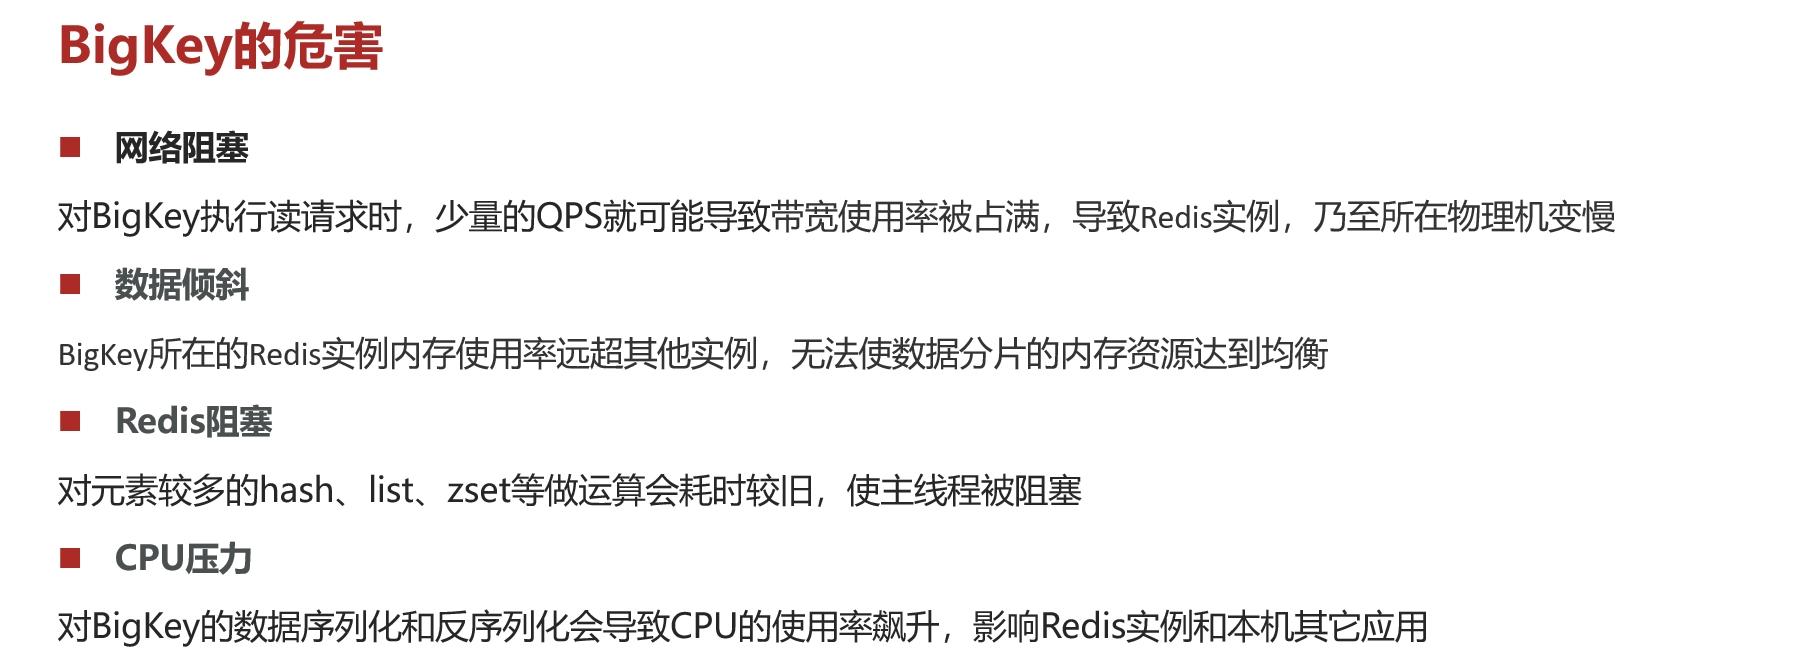 BigKey的危害
网络阻塞
对BigKey执行读请求时，少量的QPS就可能导致带宽使用率被占满，导致Redis实例，乃至所在物理机变慢
数据倾斜
BigKey所在的Redis实例内存使用率远超其他实例，无法使数据分片的内存资源达到均衡
Redis阻塞
对元素较多的hash、list、zset等做运算会耗时较旧，使主线程被阻塞
CPU压力
对BigKey的数据序列化和反序列化会导致CPU的使用率飙升，影响Redis实例和本机其它应用